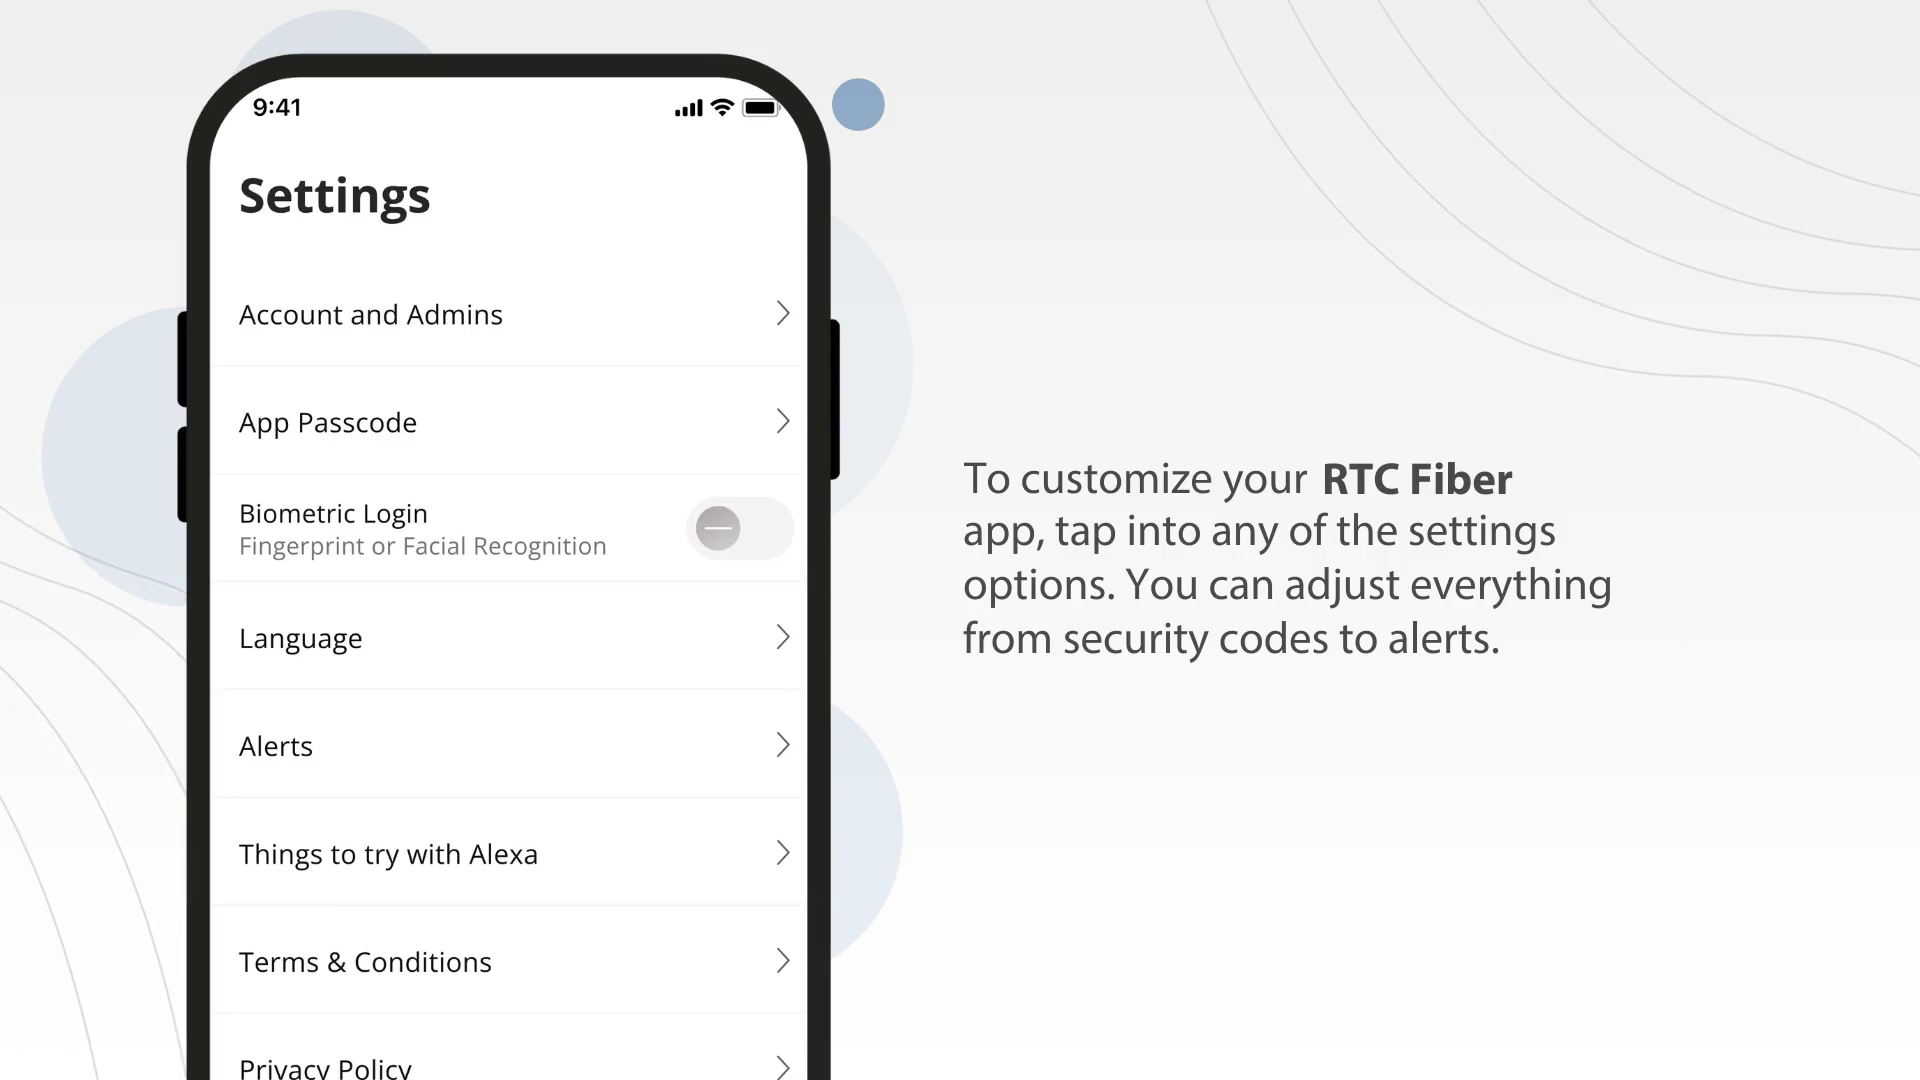 9:41
Settings
Account and Admins
App Passcode
Biometric Login
Fingerprint or Facial Recognition
Language
Alerts
Things to try with Alexa
Terms & Conditions
Privacy Policy
To customize your RTC Fiber
app, tap into any of the settings
options. You can adjust everything
from security codes to alerts.